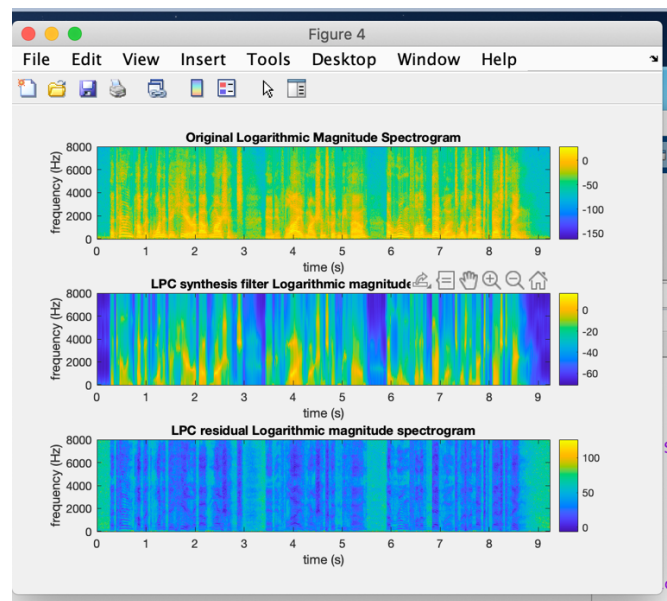 Figure 4
File Edit View Insert Tools Desktop Window Help
Original Logarithmic Magnitude Spectrogram
frequency (Hz)
8000
6000
4000
2000
0
0 1 2 3 4 5 6 7 8 9
time (s)
0
-50
-100
-150
LPC synthesis filter Logarithmic magnitude
frequency (Hz)
8000
6000
4000
2000
0
0 1 2 3 4 5 6 7 8 9
time (s)
0
-20
-40
-60
LPC residual Logarithmic magnitude spectrogram
frequency (Hz)
8000
6000
4000
2000
0
0 1 2 3 4 5 6 7 8 9
time (s)
100
50
0